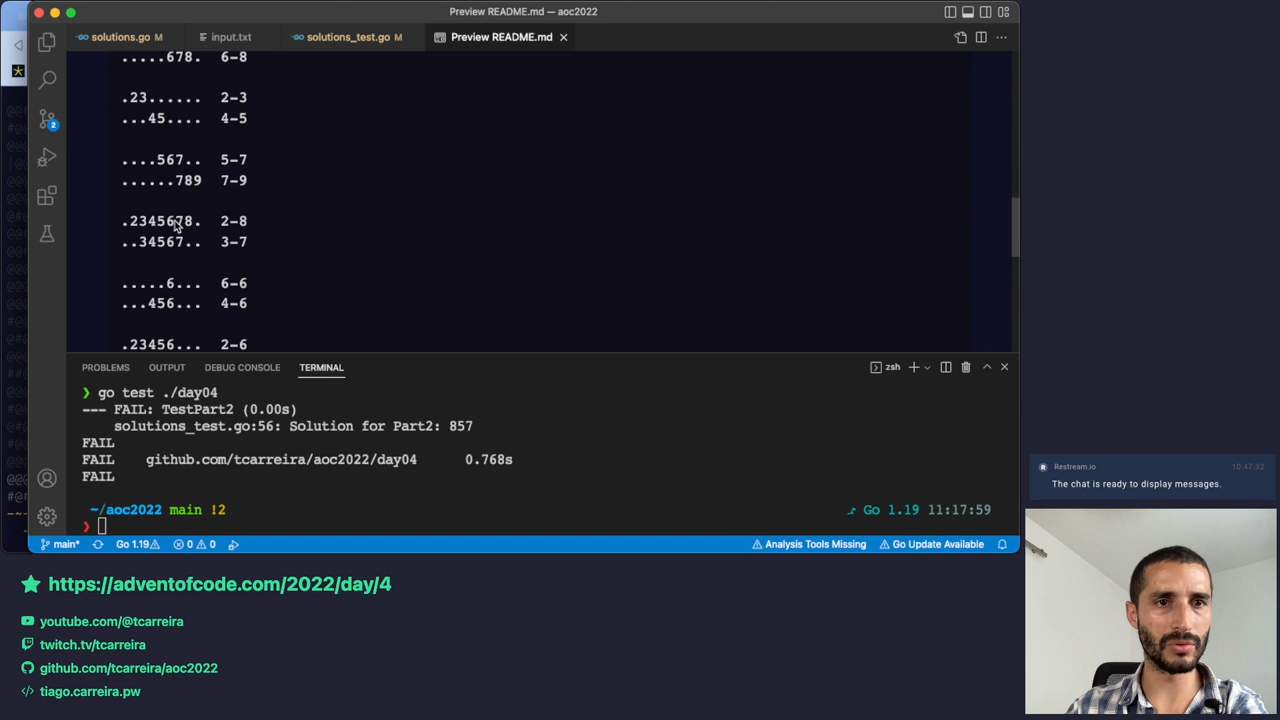 Preview README.md — aoc2022
solutions.go M
input.txt
solutions_test.go M
Preview README.md
.....678.  6-8
.23......  2-3
...45....  4-5
....567..  5-7
......789  7-9
.2345678.  2-8
..34567..  3-7
.....6...  6-6
...456...  4-6
.23456...  2-6
2
PROBLEMS OUTPUT DEBUG CONSOLE TERMINAL
zsh
❯ go test ./day04
--- FAIL: TestPart2 (0.00s)
solutions_test.go:56: Solution for Part2: 857
FAIL
FAIL github.com/tcarreira/aoc2022/day04 0.768s
FAIL
~/aoc2022 main !2
Go 1.19 11:17:59
❯
main* Go 1.19 0 0 Analysis Tools Missing Go Update Available
Restream.io 10:47:32
The chat is ready to display messages.
https://adventofcode.com/2022/day/4
youtube.com/@tcarreira
twitch.tv/tcarreira
github.com/tcarreira/aoc2022
tiago.carreira.pw